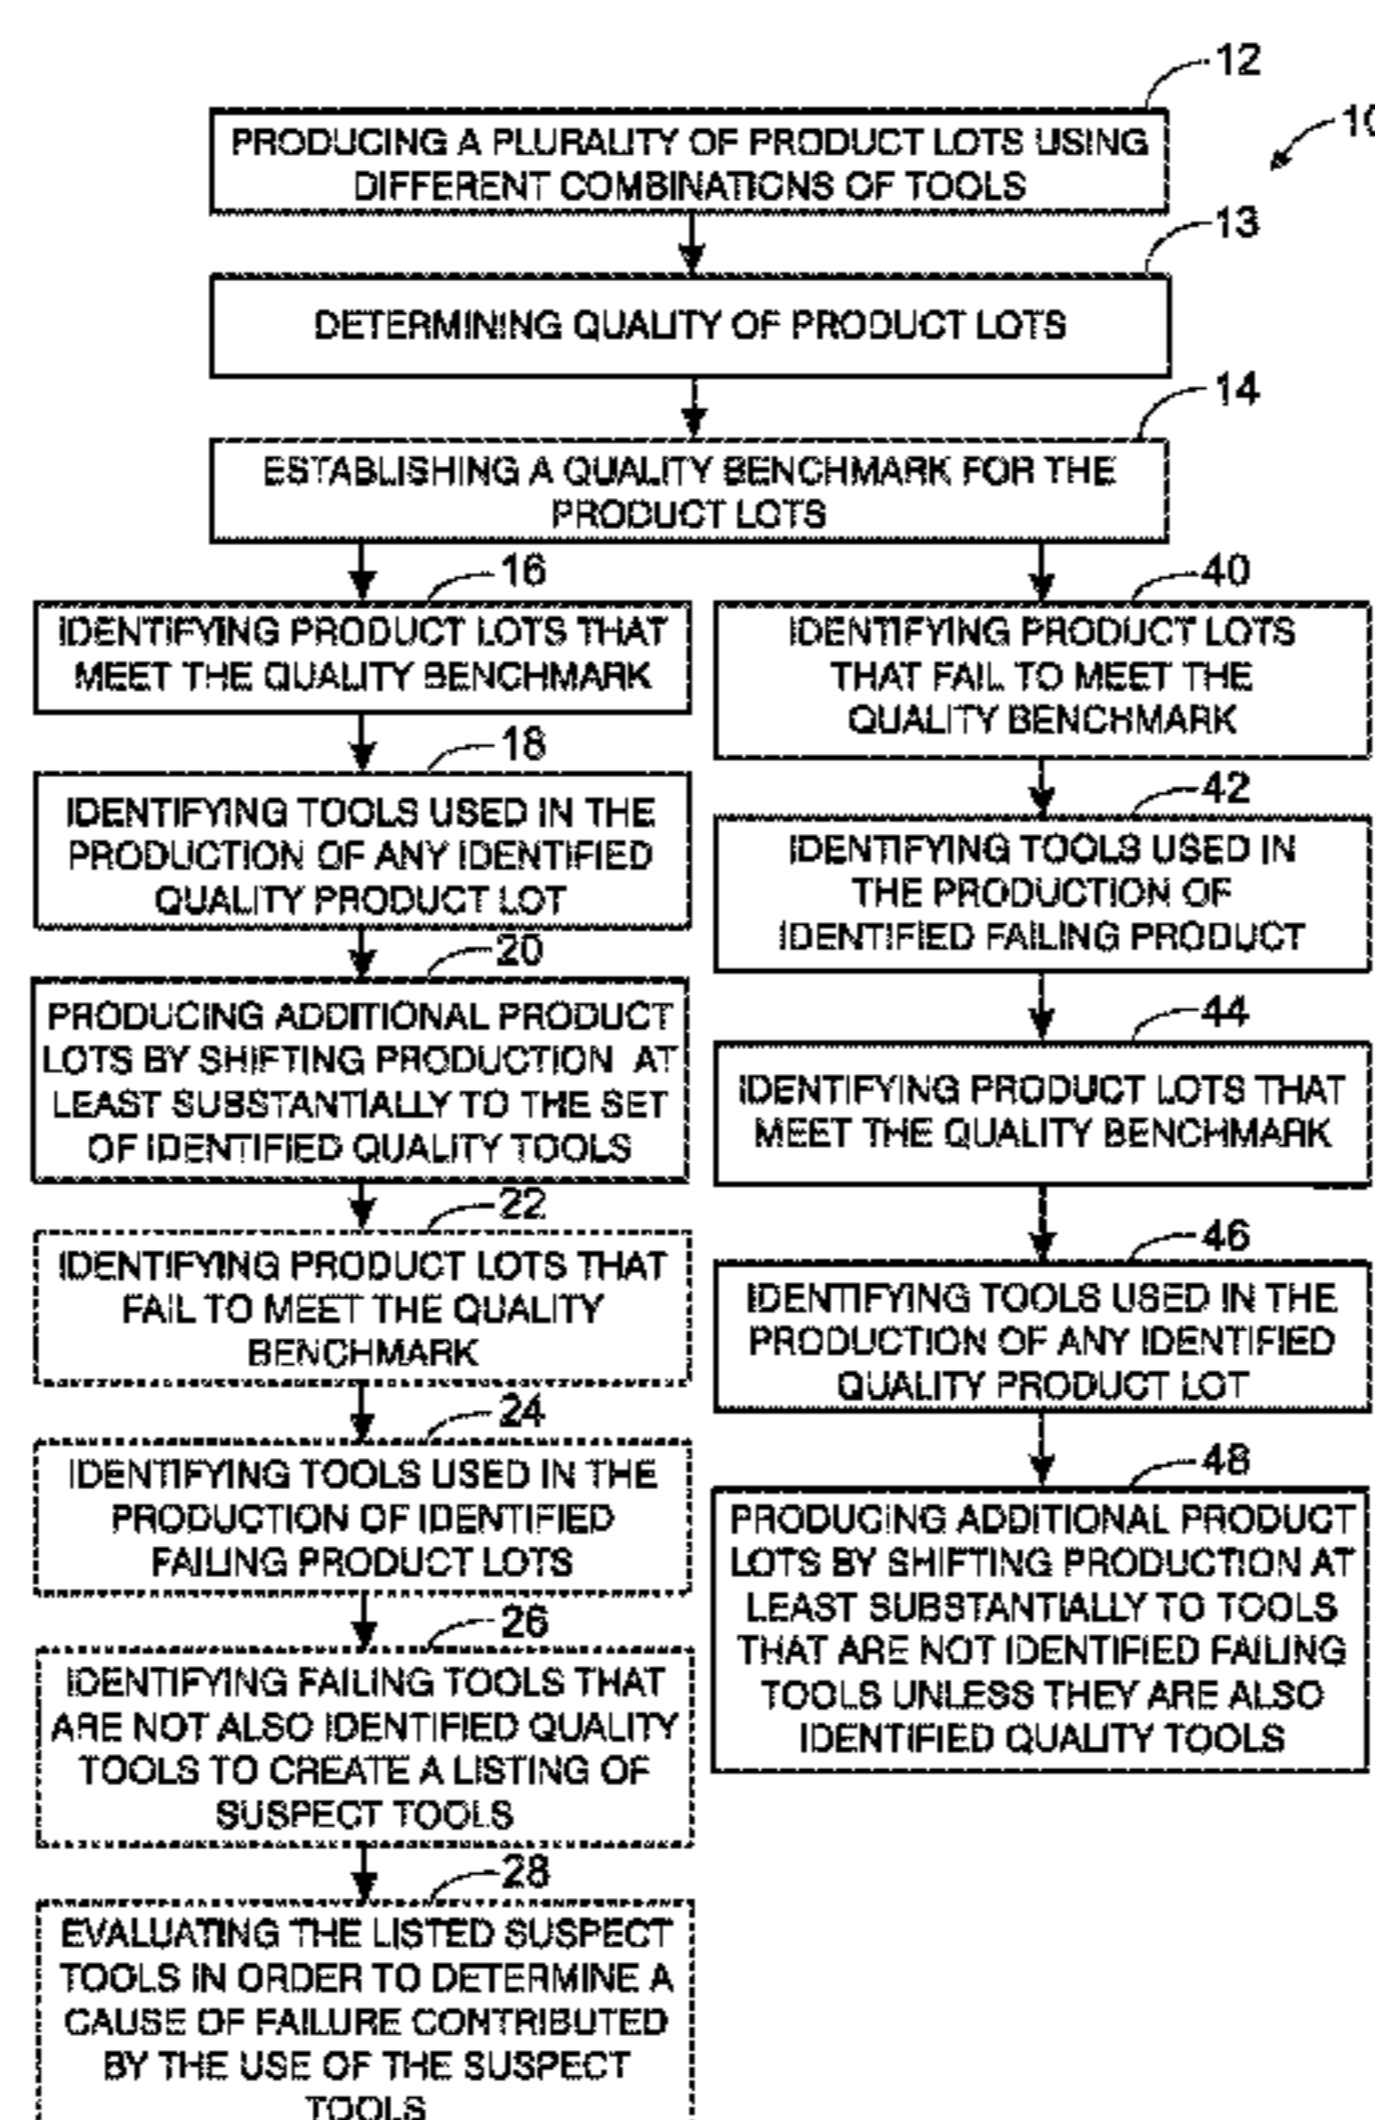 12
10
PRODUCING A PLURALITY OF PRODUCT LOTS USING
DIFFERENT COMBINATIONS OF TOOLS
13
DETERMINING QUALITY OF PRODUCT LOTS
14
ESTABLISHING A QUALITY BENCHMARK FOR THE
PRODUCT LOTS
16
IDENTIFYING PRODUCT LOTS THAT
MEET THE QUALITY BENCHMARK
18
IDENTIFYING TOOLS USED IN THE
PRODUCTION OF ANY IDENTIFIED
QUALITY PRODUCT LOT
20
PRODUCING ADDITIONAL PRODUCT
LOTS BY SHIFTING PRODUCTION AT
LEAST SUBSTANTIALLY TO THE SET
OF IDENTIFIED QUALITY TOOLS
22
IDENTIFYING PRODUCT LOTS THAT
FAIL TO MEET THE QUALITY
BENCHMARK
24
IDENTIFYING TOOLS USED IN THE
PRODUCTION OF IDENTIFIED
FAILING PRODUCT LOTS
26
IDENTIFYING FAILING TOOLS THAT
ARE NOT ALSO IDENTIFIED QUALITY
TOOLS TO CREATE A LISTING OF
SUSPECT TOOLS
28
EVALUATING THE LISTED SUSPECT
TOOLS IN ORDER TO DETERMINE A
CAUSE OF FAILURE CONTRIBUTED
BY THE USE OF THE SUSPECT
TOOLS
40
IDENTIFYING PRODUCT LOTS
THAT FAIL TO MEET THE
QUALITY BENCHMARK
42
IDENTIFYING TOOLS USED IN
THE PRODUCTION OF
IDENTIFIED FAILING PRODUCT
44
IDENTIFYING PRODUCT LOTS THAT
MEET THE QUALITY BENCHMARK
46
IDENTIFYING TOOLS USED IN THE
PRODUCTION OF ANY IDENTIFIED
QUALITY PRODUCT LOT
48
PRODUCING ADDITIONAL PRODUCT
LOTS BY SHIFTING PRODUCTION AT
LEAST SUBSTANTIALLY TO TOOLS
THAT ARE NOT IDENTIFIED FAILING
TOOLS UNLESS THEY ARE ALSO
IDENTIFIED QUALITY TOOLS